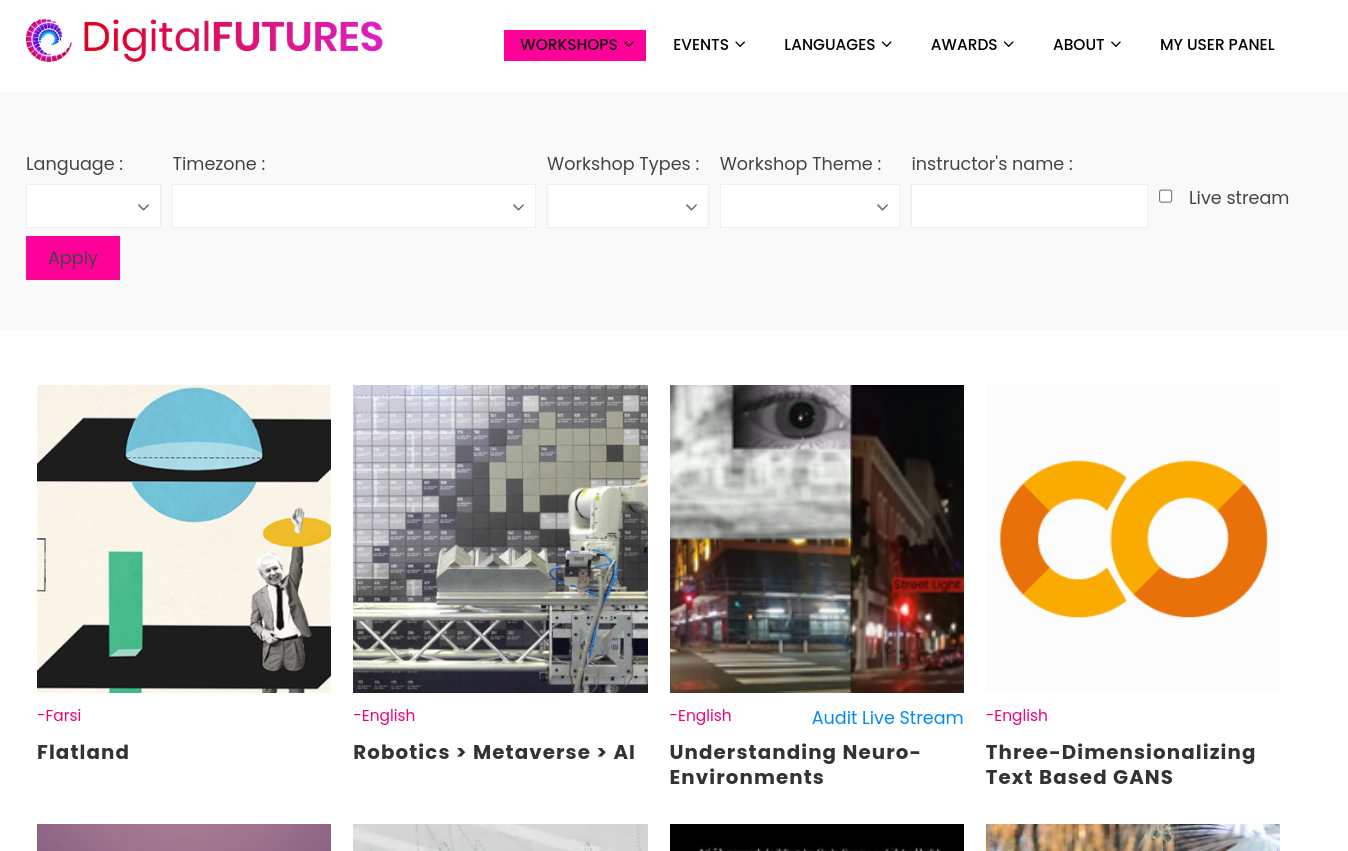 DigitalFUTURES
WORKSHOPS
EVENTS
LANGUAGES
AWARDS
ABOUT
MY USER PANEL
Language :
Timezone :
Workshop Types :
Workshop Theme :
instructor's name :
Live stream
Apply
Street Light
-Farsi
-English
-English
Audit Live Stream
-English
Flatland
Robotics > Metaverse > AI
Understanding Neuro-
Environments
Three-Dimensionalizing
Text Based GANS